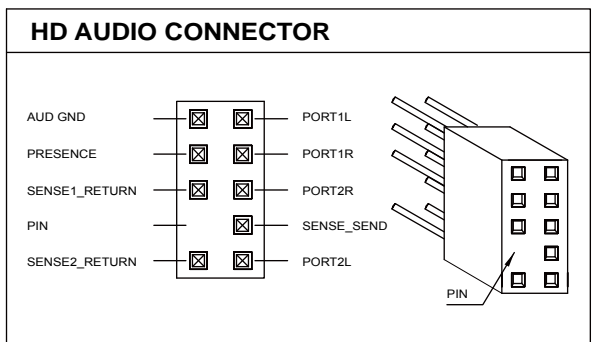 HD AUDIO CONNECTOR
AUD GND
PORT1L
PRESENCE
PORT1R
SENSE1_RETURN
PORT2R
PIN
SENSE_SEND
SENSE2_RETURN
PORT2L
PIN